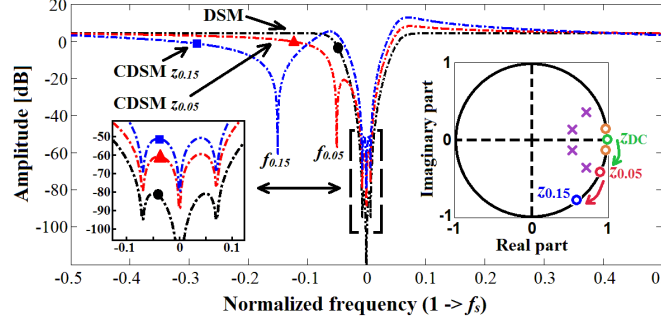 Amplitude [dB]
20
0
-20
-40
-60
-80
-100
DSM
CDSM z0.15
CDSM z0.05
f0.15
f0.05
-50
-60
-70
-80
-90
-100
-0.1
0
0.1
Imaginary part
1
0
-1
-1
0
1
Real part
zDC
z0.05
z0.15
-0.5
-0.4
-0.3
-0.2
-0.1
0
0.1
0.2
0.3
0.4
0
Normalized frequency (1 -> fs)